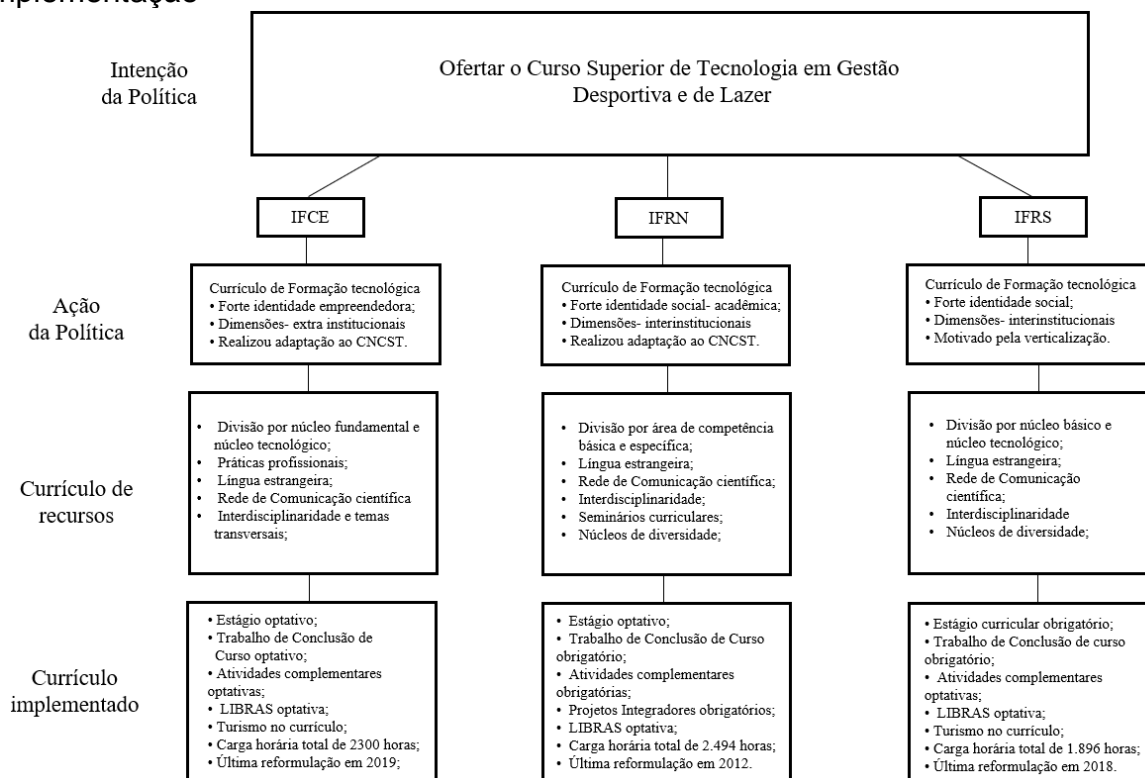 mplementação
Intenção
da Política
Ofertar o Curso Superior de Tecnologia em Gestão
Desportiva e de Lazer
IFCE
IFRN
IFRS
Ação
da Política
Currículo de Formação tecnológica
• Forte identidade empreendedora;
• Dimensões- extra institucionais
• Realizou adaptação ao CNCST.
Currículo de Formação tecnológica
• Forte identidade social- acadêmica;
• Dimensões- interinstitucionais
• Realizou adaptação ao CNCST.
Currículo de Formação tecnológica
• Forte identidade social;
• Dimensões- interinstitucionais
• Motivado pela verticalização.
Currículo de
recursos
• Divisão por núcleo fundamental e
núcleo tecnológico;
• Práticas profissionais;
• Língua estrangeira;
• Rede de Comunicação científica
• Interdisciplinaridade e temas
transversais;
• Divisão por área de competência
básica e específica;
• Língua estrangeira;
• Rede de Comunicação científica;
• Interdisciplinaridade;
• Seminários curriculares;
• Núcleos de diversidade;
• Divisão por núcleo básico e
núcleo tecnológico;
• Língua estrangeira;
• Rede de Comunicação
científica;
• Interdisciplinaridade
• Núcleos de diversidade;
Currículo
implementado
• Estágio optativo;
• Trabalho de Conclusão de
Curso optativo;
• Atividades complementares
optativas;
• LIBRAS optativa;
• Turismo no currículo;
• Carga horária total de 2300 horas;
• Última reformulação em 2019;
• Estágio optativo;
• Trabalho de Conclusão de Curso
obrigatório;
• Atividades complementares
obrigatórias;
• Projetos Integradores obrigatórios;
• LIBRAS optativa;
• Carga horária total de 2.494 horas;
• Última reformulação em 2012.
• Estágio curricular obrigatório;
• Trabalho de Conclusão de curso
obrigatório;
• Atividades complementares
optativas;
• LIBRAS optativa;
• Turismo no currículo;
• Carga horária total de 1.896 horas;
• Última reformulação em 2018.